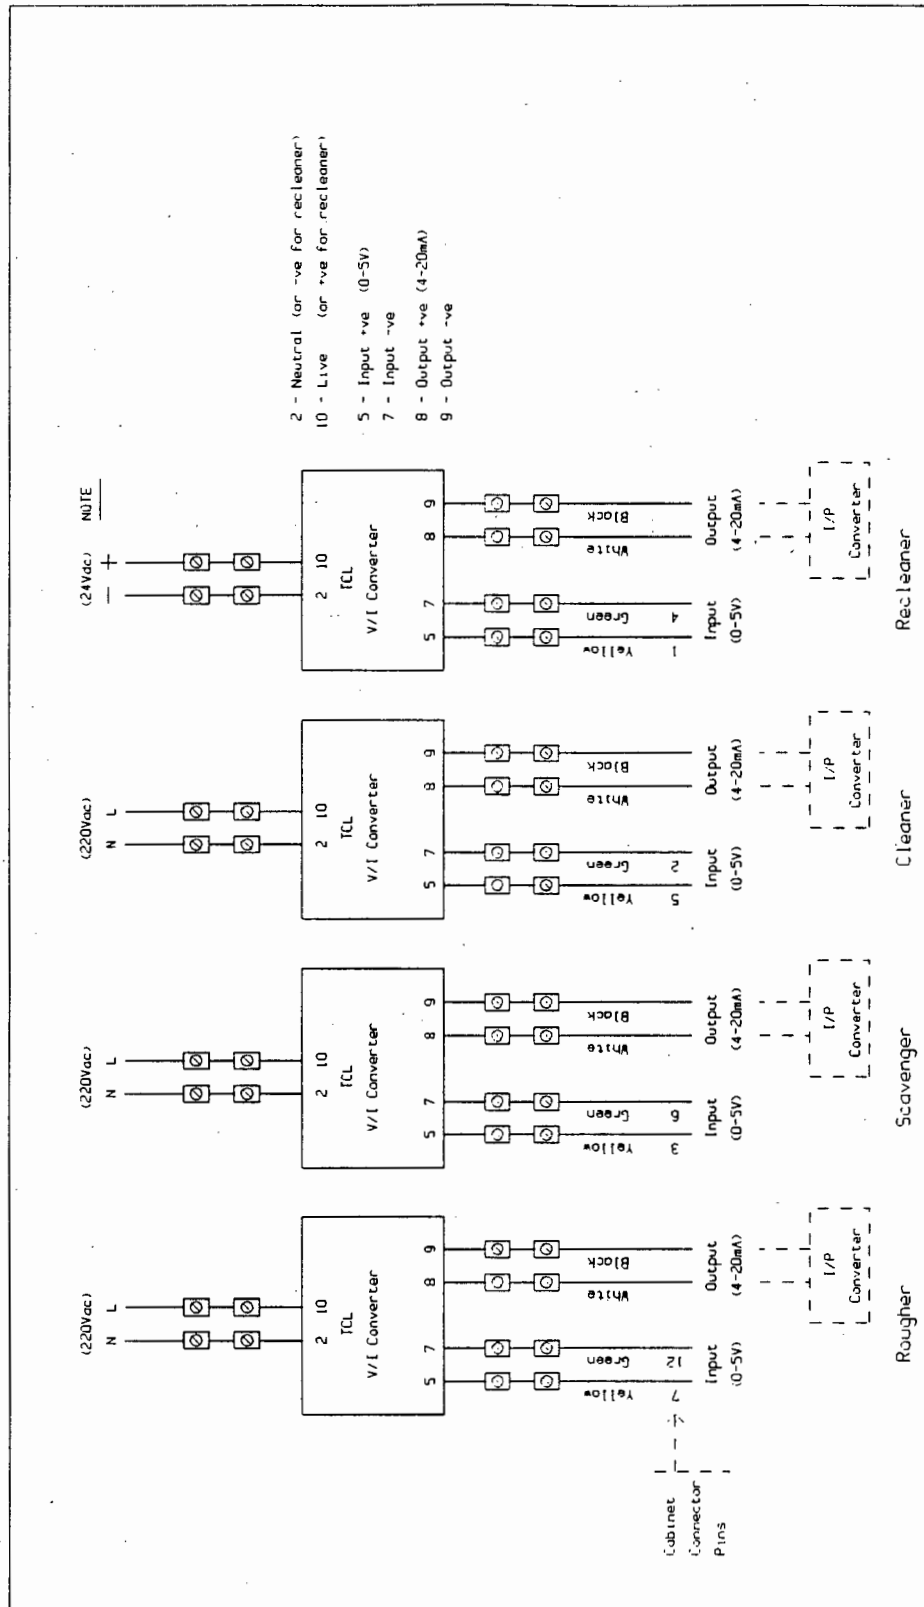 (220Vac)
N L
2 10
TCL
V/I Converter
5 7 8 9
Yellow Green White Black
7 12
Input Output
(0-5V) (4-20mA)
I/P
Converter
Rougher
Cabinet
Connector
Pins
(220Vac)
N L
2 10
TCL
V/I Converter
5 7 8 9
Yellow Green White Black
3 6
Input Output
(0-5V) (4-20mA)
I/P
Converter
Scavenger
(220Vac)
N L
2 10
TCL
V/I Converter
5 7 8 9
Yellow Green White Black
5 2
Input Output
(0-5V) (4-20mA)
I/P
Converter
Cleaner
(24Vdc) NOTE
— +
2 10
TCL
V/I Converter
5 7 8 9
Yellow Green White Black
1 4
Input Output
(0-5V) (4-20mA)
I/P
Converter
Recleaner
2 - Neutral (or -ve for recleaner)
10 - Live (or +ve for recleaner)
5 - Input +ve (0-5V)
7 - Input -ve
8 - Output +ve (4-20mA)
9 - Output -ve